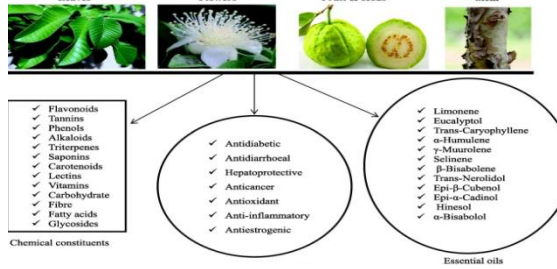 ✓ Flavonoids
✓ Tannins
✓ Phenols
✓ Alkaloids
✓ Triterpenes
✓ Saponins
✓ Carotenoids
✓ Lectins
✓ Vitamins
✓ Carbohydrate
✓ Fibre
✓ Fatty acids
✓ Glycosides
Chemical constituents
✓ Antidiabetic
✓ Antidiarrhocal
✓ Hepatoprotective
✓ Anticancer
✓ Antioxidant
✓ Anti-inflammatory
✓ Antiestrogenic
✓ Limonene
✓ Eucalyptol
✓ Trans-Caryophyllene
✓ α-Humulene
✓ γ-Muurolene
✓ Selinene
✓ β-Bisabolene
✓ Trans-Nerolidol
✓ Epi-β-Cubenol
✓ Epi-α-Cadinol
✓ Hinesol
✓ α-Bisabolol
Essential oils